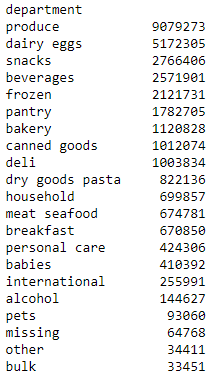 department
produce 9079273
dairy eggs 5172305
snacks 2766406
beverages 2571901
frozen 2121731
pantry 1782705
bakery 1120828
canned goods 1012074
deli 1003834
dry goods pasta 822136
household 699857
meat seafood 674781
breakfast 670850
personal care 424306
babies 410392
international 255991
alcohol 144627
pets 93060
missing 64768
other 34411
bulk 33451